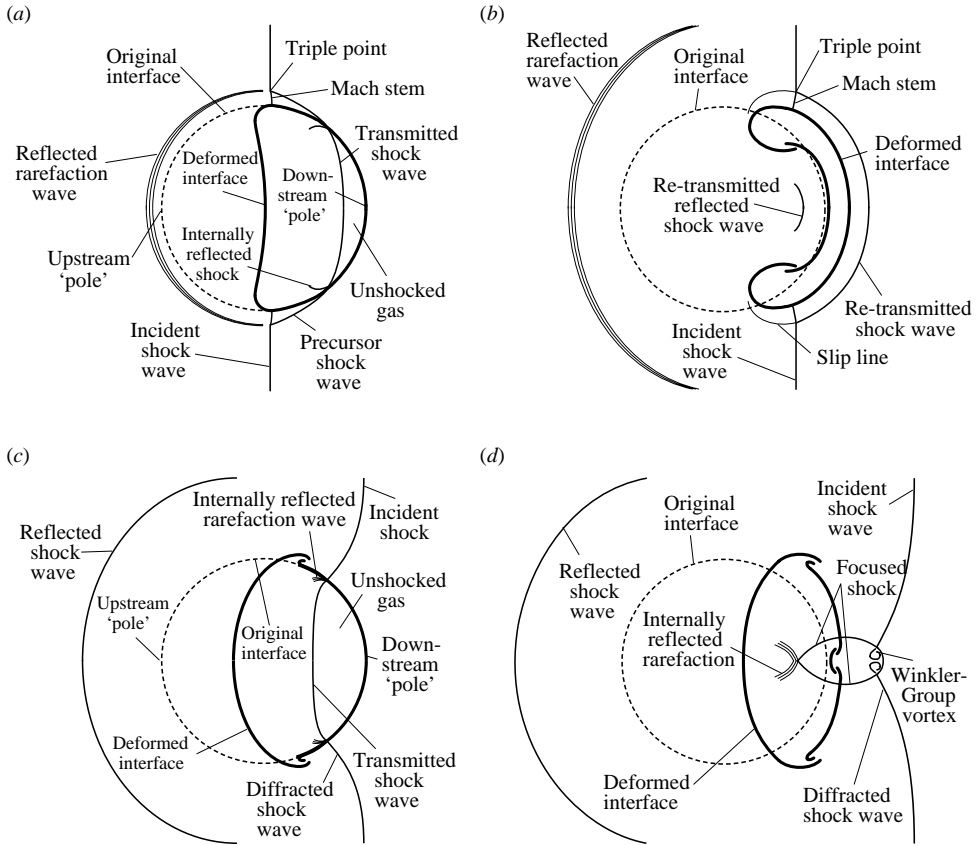 (a)
Original
interface
Triple point
Mach stem
Transmitted
shock
wave
Reflected
rarefaction
wave
Deformed
interface
Down-
stream
‘pole’
Internally
reflected
shock
Upstream
‘pole’
Unshocked
gas
Incident
shock
wave
Precursor
shock
wave
(b)
Reflected
rarefaction
wave
Original
interface
Triple point
Mach stem
Deformed
interface
Re-transmitted
reflected
shock wave
Re-transmitted
shock wave
Incident
shock
wave
Slip line
(c)
Internally reflected
rarefaction wave
Incident
shock
Reflected
shock
wave
Unshocked
gas
Upstream
‘pole’
Original
interface
Down-
stream
‘pole’
Deformed
interface
Diffracted
shock
wave
Transmitted
shock
wave
(d)
Original
interface
Incident
shock
wave
Reflected
shock
wave
Focused
shock
Internally
reflected
rarefaction
Winkler-
Group
vortex
Deformed
interface
Diffracted
shock wave